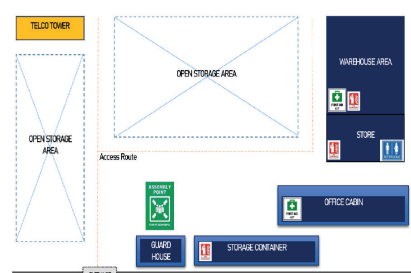 TELCO TOWER
OPEN STORAGE AREA
WAREHOUSE AREA
OPEN STORAGE
AREA
STORE
Access Route
ASSEMBLY
POINT
OFFICE CABIN
GUARD
HOUSE
STORAGE CONTAINER